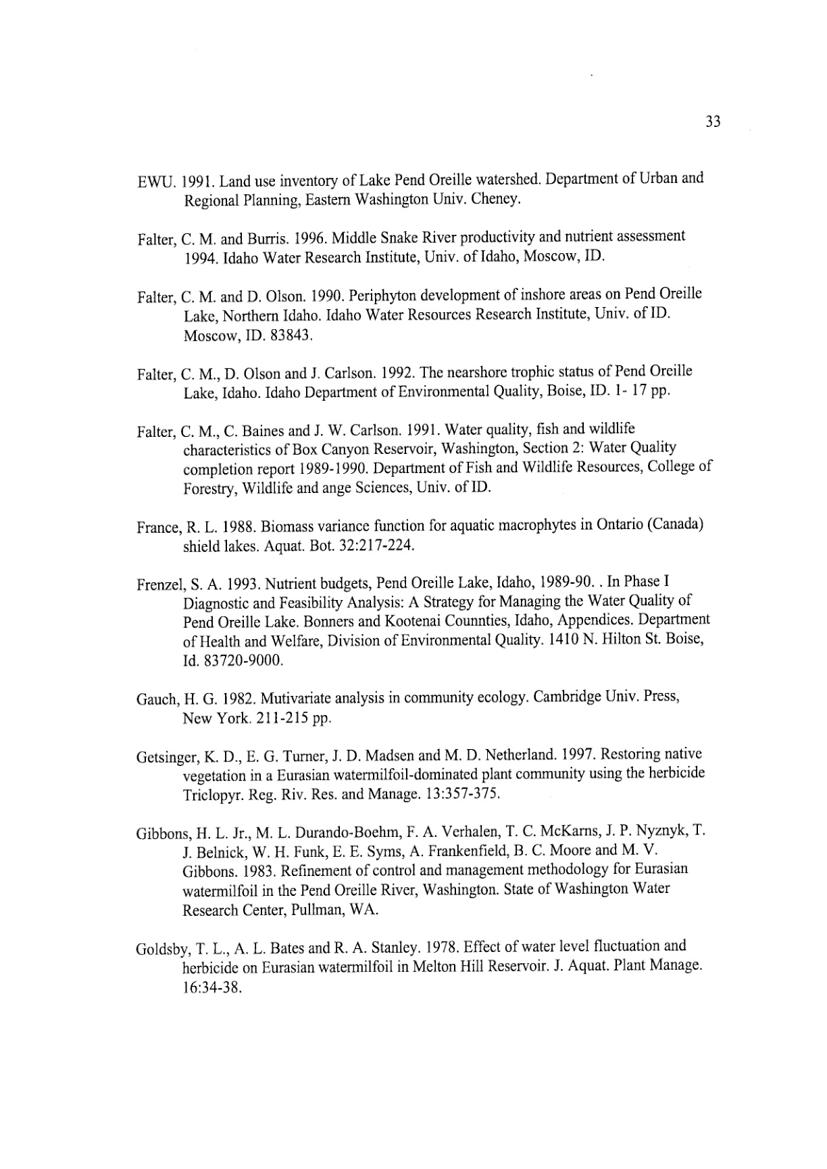 33
EWU. 1991. Land use inventory of Lake Pend Oreille watershed. Department of Urban and
Regional Planning, Eastern Washington Univ. Cheney.
Falter, C. M. and Burris. 1996. Middle Snake River productivity and nutrient assessment
1994. Idaho Water Research Institute, Univ. of Idaho, Moscow, ID.
Falter, C. M. and D. Olson. 1990. Periphyton development of inshore areas on Pend Oreille
Lake, Northern Idaho. Idaho Water Resources Research Institute, Univ. of ID.
Moscow, ID. 83843.
Falter, C. M., D. Olson and J. Carlson. 1992. The nearshore trophic status of Pend Oreille
Lake, Idaho. Idaho Department of Environmental Quality, Boise, ID. 1- 17 pp.
Falter, C. M., C. Baines and J. W. Carlson. 1991. Water quality, fish and wildlife
characteristics of Box Canyon Reservoir, Washington, Section 2: Water Quality
completion report 1989-1990. Department of Fish and Wildlife Resources, College of
Forestry, Wildlife and ange Sciences, Univ. of ID.
France, R. L. 1988. Biomass variance function for aquatic macrophytes in Ontario (Canada)
shield lakes. Aquat. Bot. 32:217-224.
Frenzel, S. A. 1993. Nutrient budgets, Pend Oreille Lake, Idaho, 1989-90. . In Phase I
Diagnostic and Feasibility Analysis: A Strategy for Managing the Water Quality of
Pend Oreille Lake. Bonners and Kootenai Counnties, Idaho, Appendices. Department
of Health and Welfare, Division of Environmental Quality. 1410 N. Hilton St. Boise,
Id. 83720-9000.
Gauch, H. G. 1982. Mutivariate analysis in community ecology. Cambridge Univ. Press,
New York. 211-215 pp.
Getsinger, K. D., E. G. Turner, J. D. Madsen and M. D. Netherland. 1997. Restoring native
vegetation in a Eurasian watermilfoil-dominated plant community using the herbicide
Triclopyr. Reg. Riv. Res. and Manage. 13:357-375.
Gibbons, H. L. Jr., M. L. Durando-Boehm, F. A. Verhalen, T. C. McKarns, J. P. Nyznyk, T.
J. Belnick, W. H. Funk, E. E. Syms, A. Frankenfield, B. C. Moore and M. V.
Gibbons. 1983. Refinement of control and management methodology for Eurasian
watermilfoil in the Pend Oreille River, Washington. State of Washington Water
Research Center, Pullman, WA.
Goldsby, T. L., A. L. Bates and R. A. Stanley. 1978. Effect of water level fluctuation and
herbicide on Eurasian watermilfoil in Melton Hill Reservoir. J. Aquat. Plant Manage.
16:34-38.